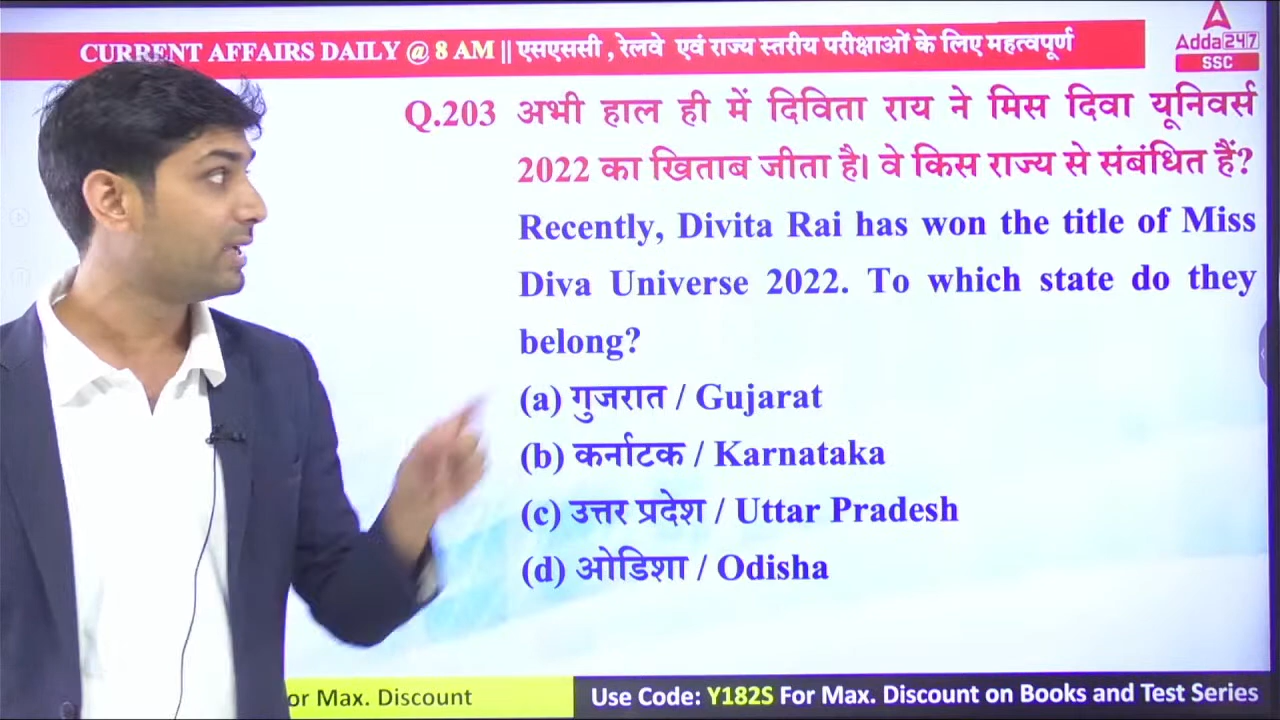 CURRENT AFFAIRS DAILY @ 8 AM || एसएससी , रेलवे एवं राज्य स्तरीय परीक्षाओं के लिए महत्वपूर्ण
Adda247
SSC
Q.203 अभी हाल ही में दिविता राय ने मिस दिवा यूनिवर्स
2022 का खिताब जीता है। वे किस राज्य से संबंधित हैं?
Recently, Divita Rai has won the title of Miss
Diva Universe 2022. To which state do they
belong?
(a) गुजरात / Gujarat
(b) कर्नाटक / Karnataka
(c) उत्तर प्रदेश / Uttar Pradesh
(d) ओडिशा / Odisha
or Max. Discount
Use Code: Y182S For Max. Discount on Books and Test Series